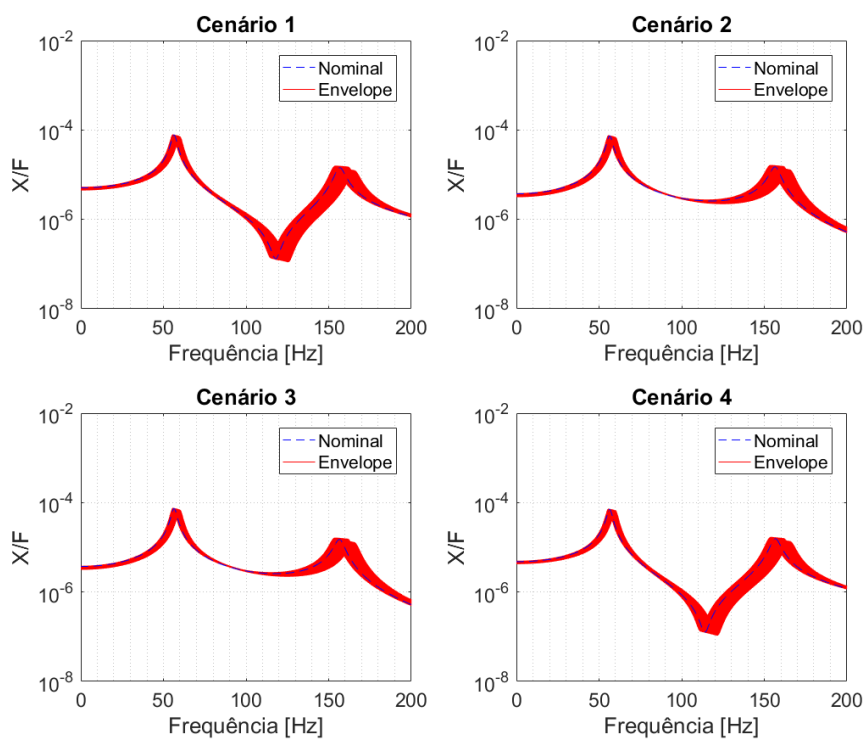 Cenário 1
10^-2
10^-4
10^-6
10^-8
X/F
Nominal
Envelope
0 50 100 150 200
Frequência [Hz]
Cenário 2
10^-2
10^-4
10^-6
10^-8
X/F
Nominal
Envelope
0 50 100 150 200
Frequência [Hz]
Cenário 3
10^-2
10^-4
10^-6
10^-8
X/F
Nominal
Envelope
0 50 100 150 200
Frequência [Hz]
Cenário 4
10^-2
10^-4
10^-6
10^-8
X/F
Nominal
Envelope
0 50 100 150 200
Frequência [Hz]